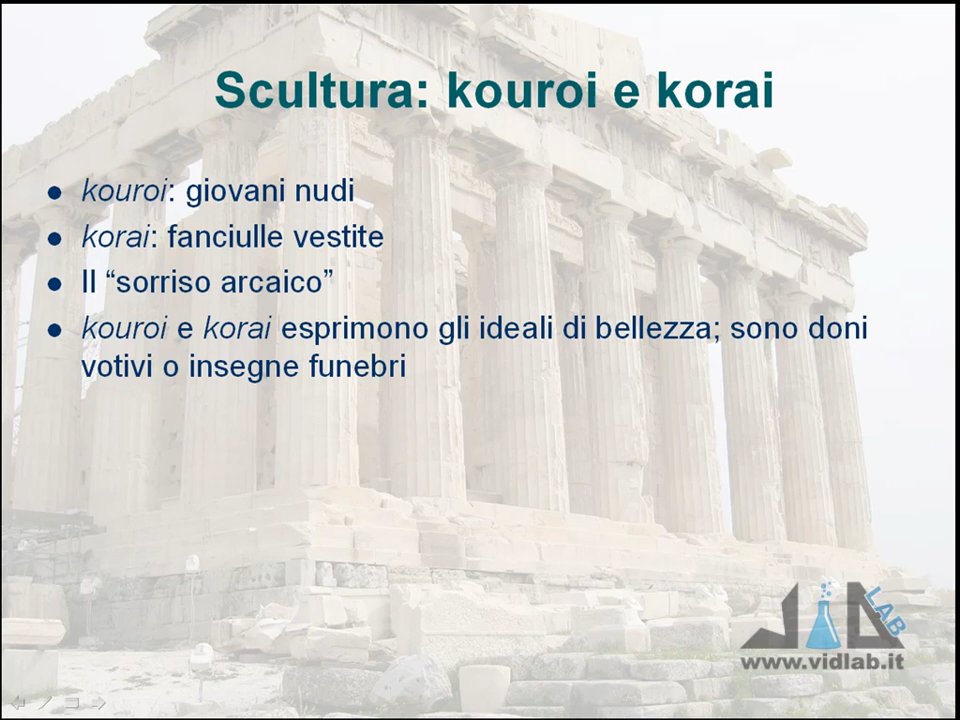 Scultura: kouroi e korai
● kouroi: giovani nudi
● korai: fanciulle vestite
● Il “sorriso arcaico”
● kouroi e korai esprimono gli ideali di bellezza; sono doni
votivi o insegne funebri
LAB
www.vidlab.it